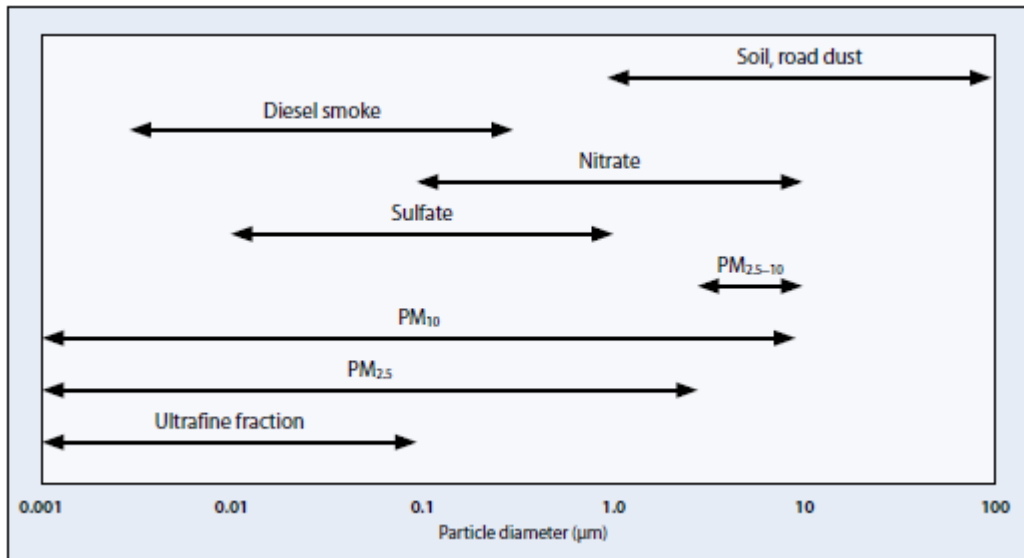 Soil, road dust
Diesel smoke
Nitrate
Sulfate
PM₂.₅₋₁₀
PM₁₀
PM₂.₅
Ultrafine fraction
0.001 0.01 0.1 1.0 10 100
Particle diameter (µm)